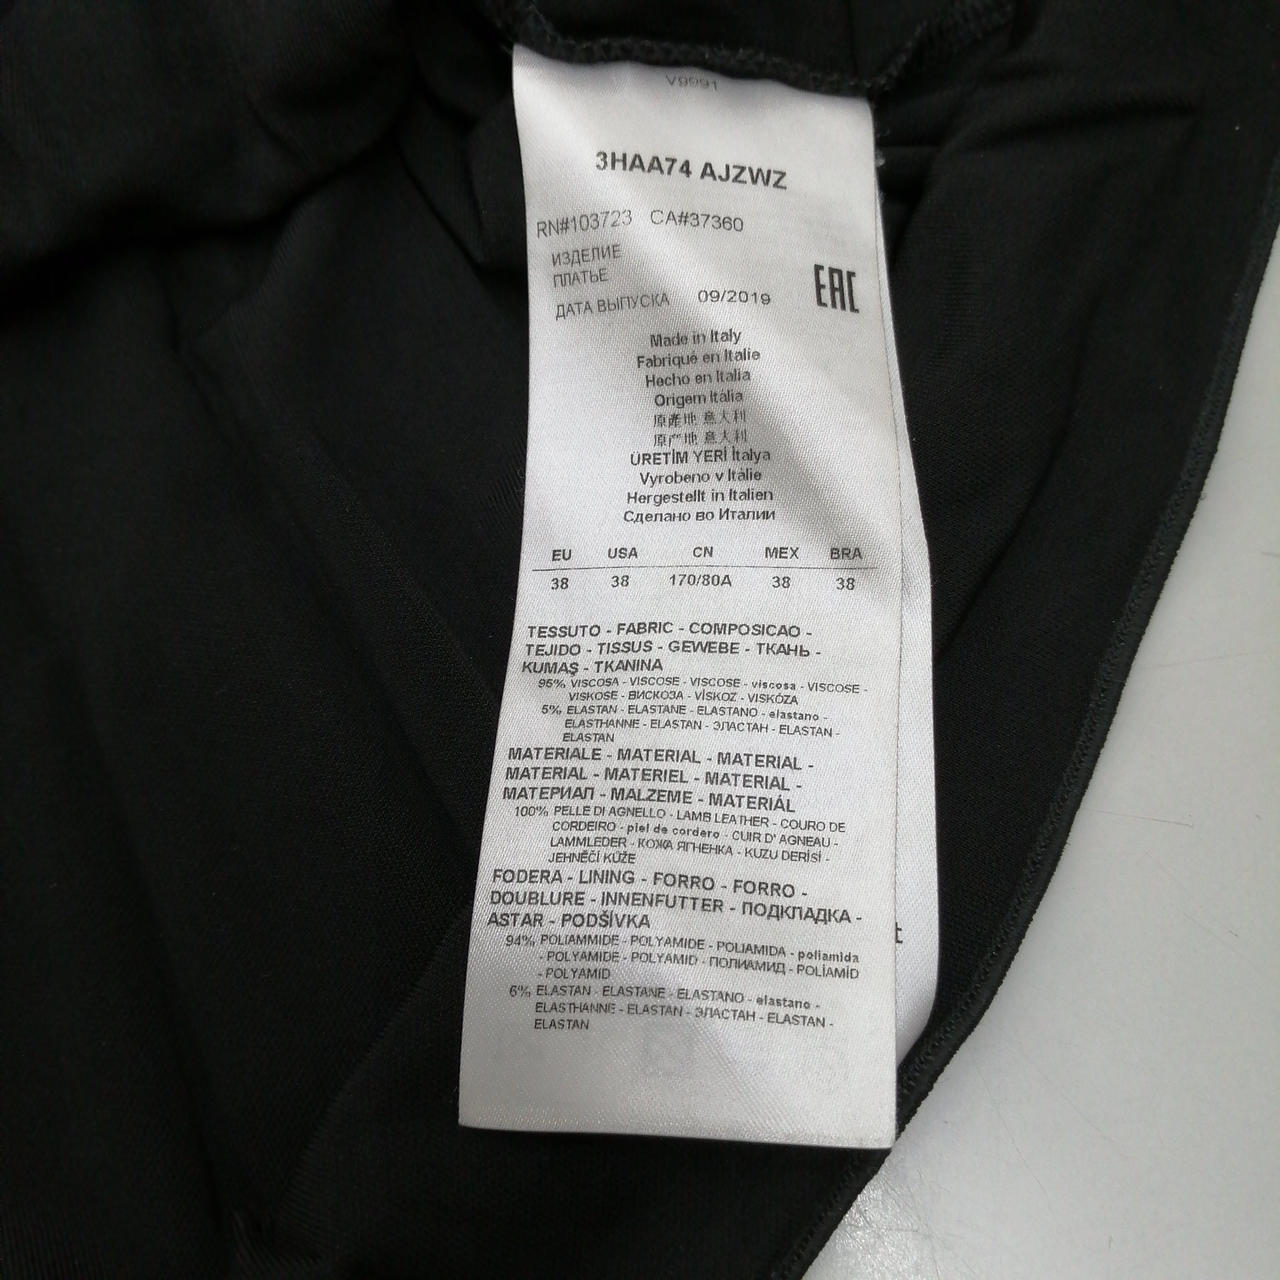 V9991
3HAA74 AJZWZ
RN#103723 CA#37360
ИЗДЕЛИЕ
ПЛАТЬЕ
ДАТА ВЫПУСКА 09/2019
EAC
Made in Italy
Fabriqué en Italie
Hecho en Italia
Origem Itália
原產地 意大利
原产地 意大利
ÜRETİM YERİ İtalya
Vyrobeno v Itálie
Hergestellt in Italien
Сделано во Италии
EU USA CN MEX BRA
38 38 170/80A 38 38
TESSUTO - FABRIC - COMPOSICAO -
TEJIDO - TISSUS - GEWEBE - ТКАНЬ -
KUMAŞ - TKANINA
95% VISCOSA - VISCOSE - VISCOSE - viscosa - VISCOSE -
VISKOSE - ВИСКОЗА - VİSKOZ - VISKÓZA
5% ELASTAN - ELASTANE - ELASTANO - elastano -
ELASTHANNE - ELASTAN - ЭЛАСТАН - ELASTAN -
ELASTAN
MATERIALE - MATERIAL - MATERIAL -
MATERIAL - MATERIEL - MATERIAL -
МАТЕРИАЛ - MALZEME - MATERIÁL
100% PELLE DI AGNELLO - LAMB LEATHER - COURO DE
CORDEIRO - piel de cordero - CUIR D' AGNEAU -
LAMMLEDER - КОЖА ЯГНЕНКА - KUZU DERİSİ -
JEHNĚČÍ KŮŽE
FODERA - LINING - FORRO - FORRO -
DOUBLURE - INNENFUTTER - ПОДКЛАДКА -
ASTAR - PODŠÍVKA
94% POLIAMMIDE - POLYAMIDE - POLIAMIDA - poliamida
- POLYAMIDE - POLYAMID - ПОЛИАМИД - POLİAMİD
- POLYAMID
6% ELASTAN - ELASTANE - ELASTANO - elastano -
ELASTHANNE - ELASTAN - ЭЛАСТАН - ELASTAN -
ELASTAN